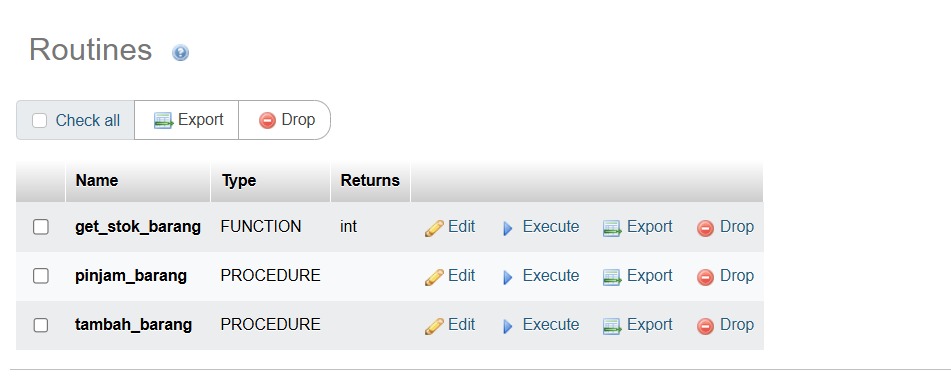 Routines
Check all Export Drop
Name Type Returns
get_stok_barang FUNCTION int Edit Execute Export Drop
pinjam_barang PROCEDURE Edit Execute Export Drop
tambah_barang PROCEDURE Edit Execute Export Drop